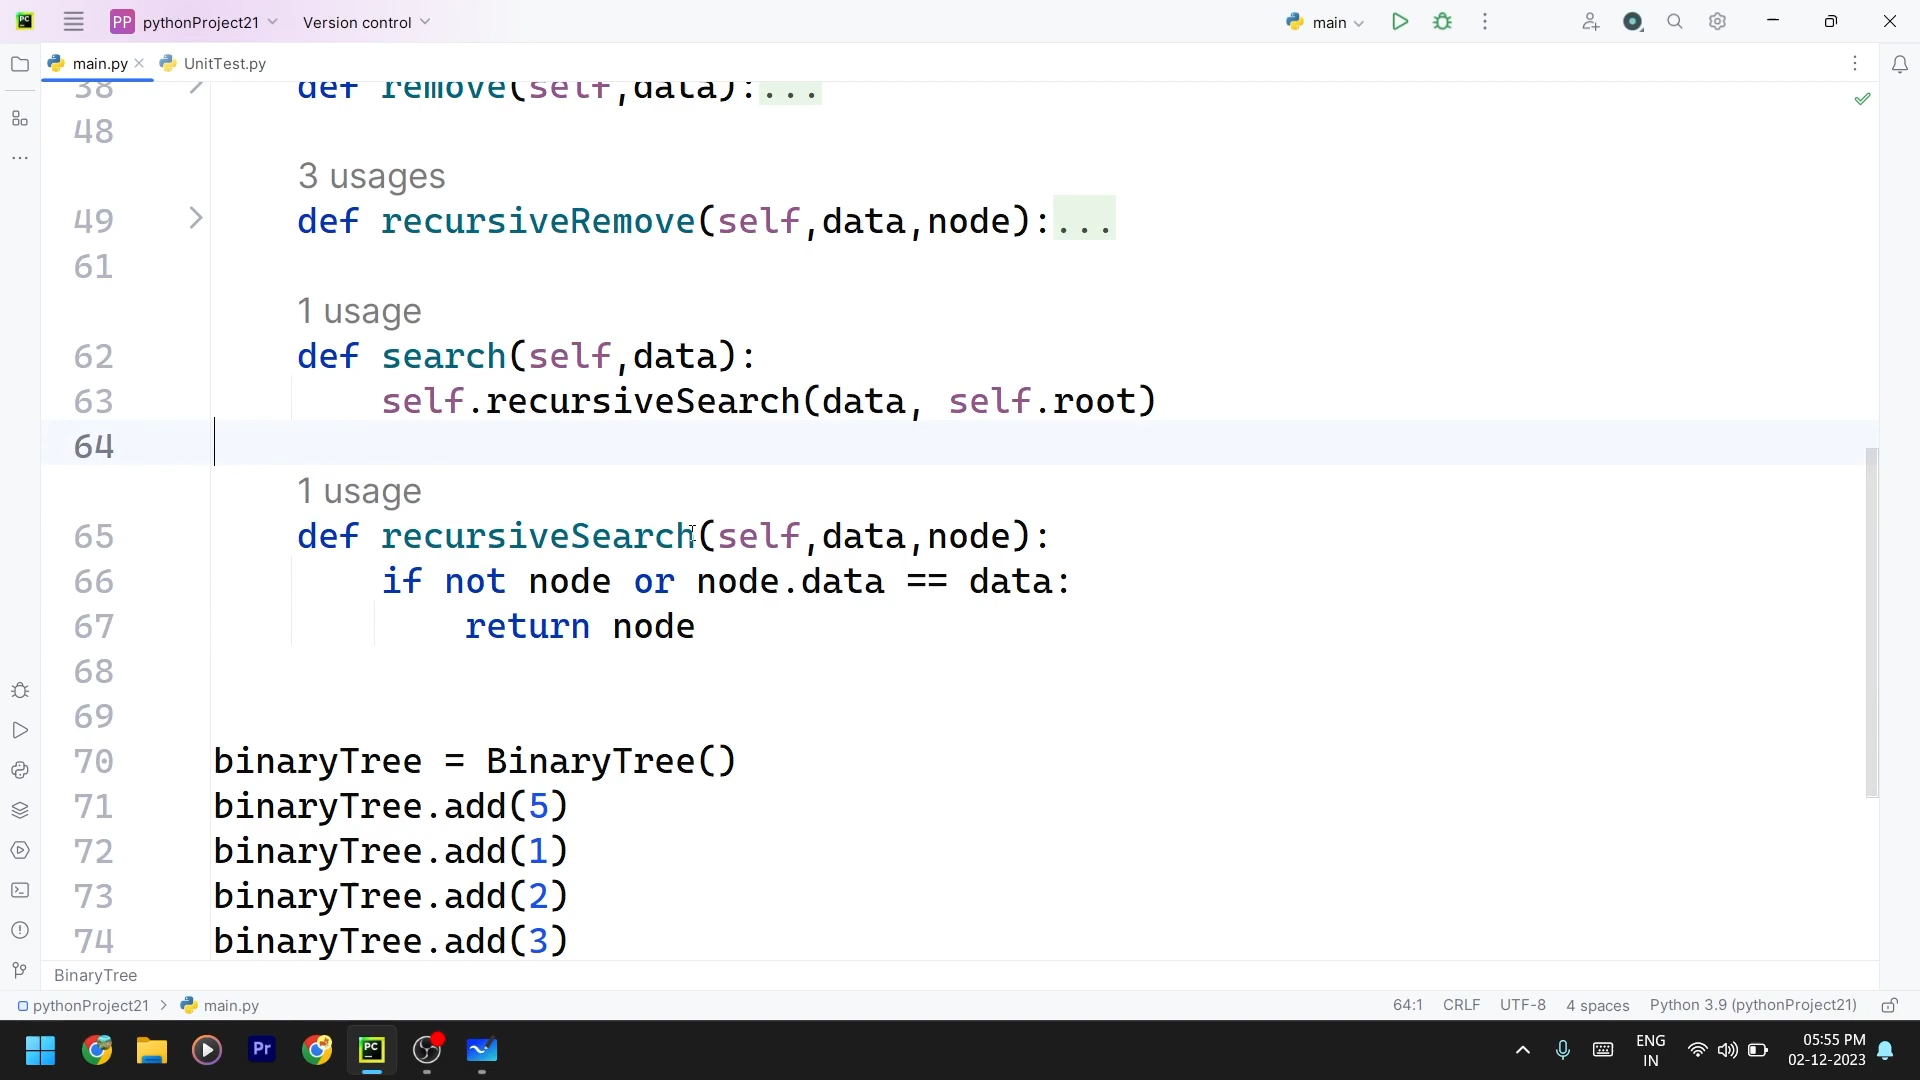 PP pythonProject21 Version control main
main.py UnitTest.py
38 def remove(self,data):...
48
3 usages
49 def recursiveRemove(self,data,node):...
61
1 usage
62 def search(self,data):
63 self.recursiveSearch(data, self.root)
64
1 usage
65 def recursiveSearch(self,data,node):
66 if not node or node.data == data:
67 return node
68
69
70 binaryTree = BinaryTree()
71 binaryTree.add(5)
72 binaryTree.add(1)
73 binaryTree.add(2)
74 binaryTree.add(3)
BinaryTree
pythonProject21 > main.py 64:1 CRLF UTF-8 4 spaces Python 3.9 (pythonProject21)
Pr PC ENG 05:55 PM
IN 02-12-2023